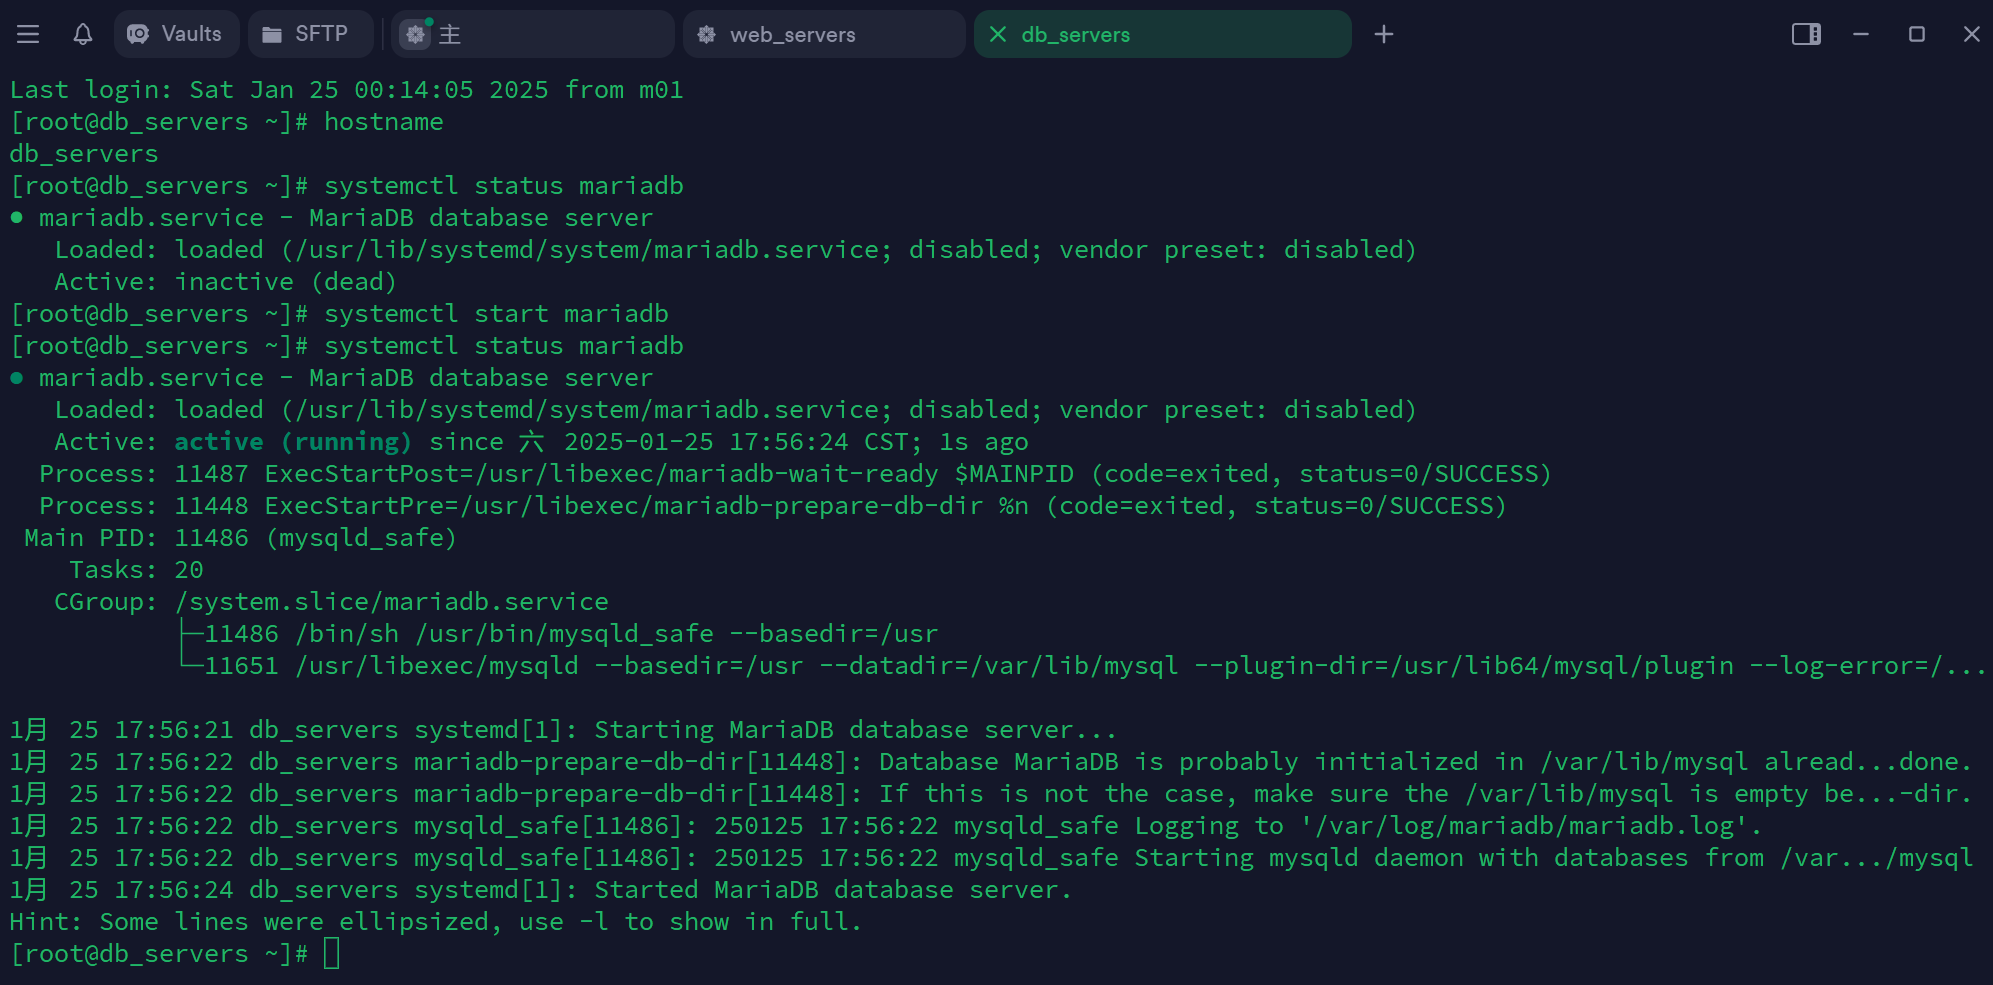 Vaults SFTP 主 web_servers db_servers
Last login: Sat Jan 25 00:14:05 2025 from m01
[root@db_servers ~]# hostname
db_servers
[root@db_servers ~]# systemctl status mariadb
● mariadb.service - MariaDB database server
   Loaded: loaded (/usr/lib/systemd/system/mariadb.service; disabled; vendor preset: disabled)
   Active: inactive (dead)
[root@db_servers ~]# systemctl start mariadb
[root@db_servers ~]# systemctl status mariadb
● mariadb.service - MariaDB database server
   Loaded: loaded (/usr/lib/systemd/system/mariadb.service; disabled; vendor preset: disabled)
   Active: active (running) since 六 2025-01-25 17:56:24 CST; 1s ago
  Process: 11487 ExecStartPost=/usr/libexec/mariadb-wait-ready $MAINPID (code=exited, status=0/SUCCESS)
  Process: 11448 ExecStartPre=/usr/libexec/mariadb-prepare-db-dir %n (code=exited, status=0/SUCCESS)
 Main PID: 11486 (mysqld_safe)
    Tasks: 20
   CGroup: /system.slice/mariadb.service
           ├─11486 /bin/sh /usr/bin/mysqld_safe --basedir=/usr
           └─11651 /usr/libexec/mysqld --basedir=/usr --datadir=/var/lib/mysql --plugin-dir=/usr/lib64/mysql/plugin --log-error=/...
1月 25 17:56:21 db_servers systemd[1]: Starting MariaDB database server...
1月 25 17:56:22 db_servers mariadb-prepare-db-dir[11448]: Database MariaDB is probably initialized in /var/lib/mysql alread...done.
1月 25 17:56:22 db_servers mariadb-prepare-db-dir[11448]: If this is not the case, make sure the /var/lib/mysql is empty be...-dir.
1月 25 17:56:22 db_servers mysqld_safe[11486]: 250125 17:56:22 mysqld_safe Logging to '/var/log/mariadb/mariadb.log'.
1月 25 17:56:22 db_servers mysqld_safe[11486]: 250125 17:56:22 mysqld_safe Starting mysqld daemon with databases from /var.../mysql
1月 25 17:56:24 db_servers systemd[1]: Started MariaDB database server.
Hint: Some lines were ellipsized, use -l to show in full.
[root@db_servers ~]#